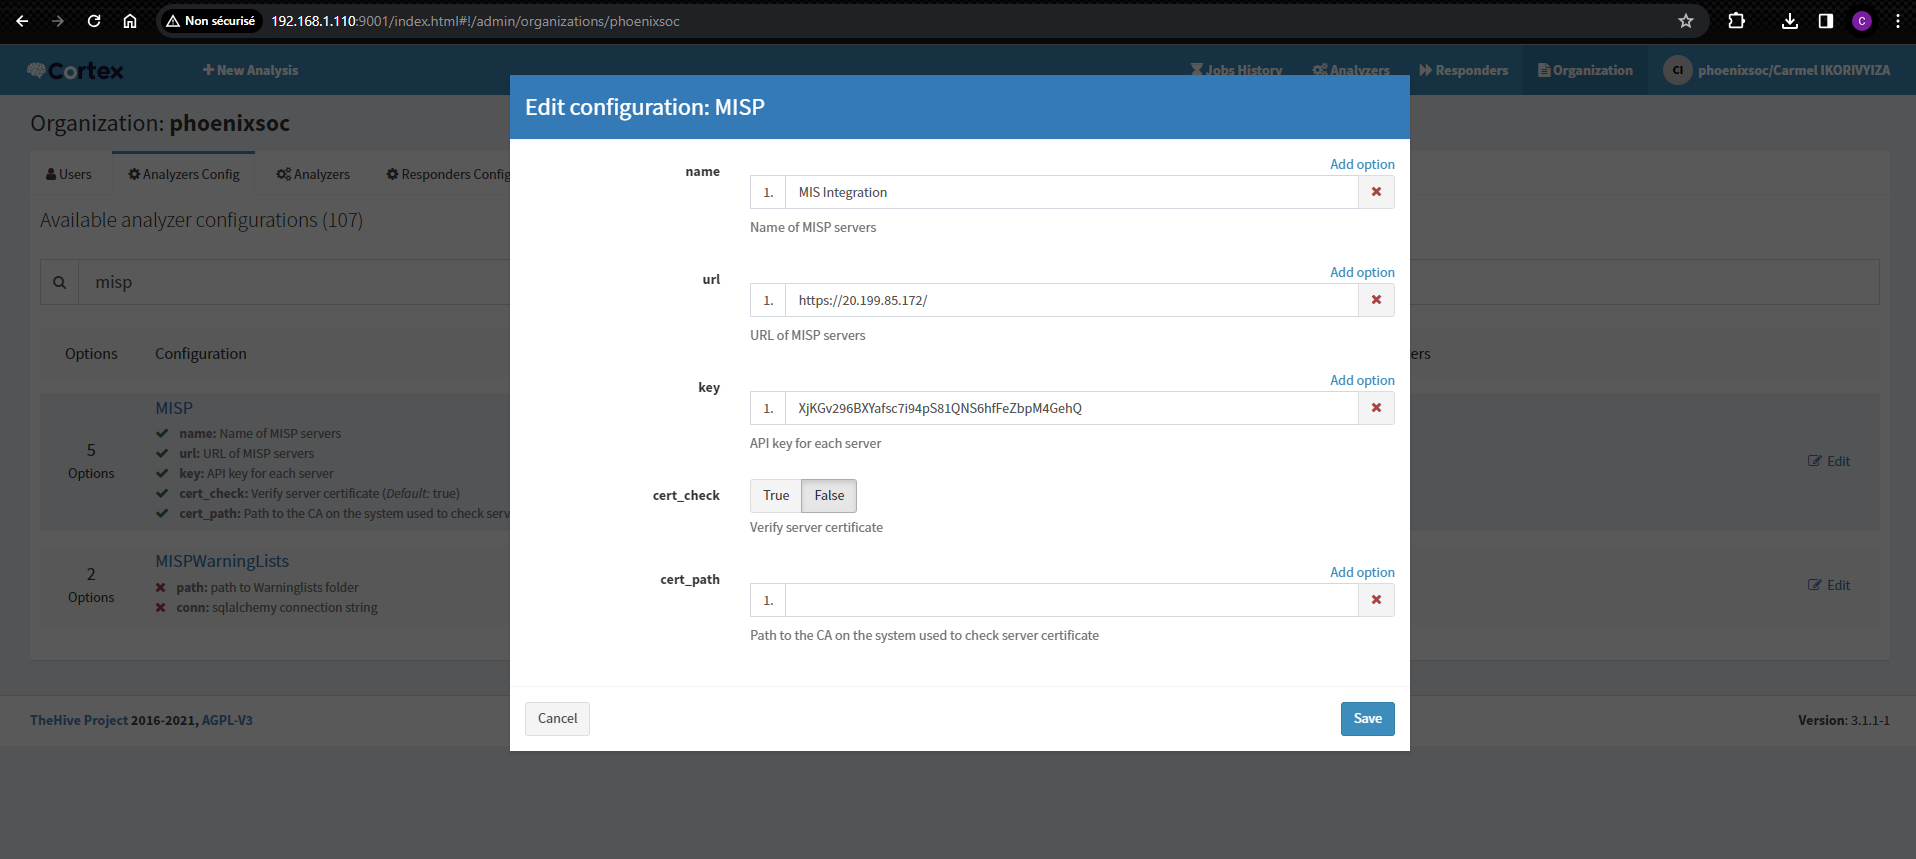 Non sécurisé 192.168.1.110:9001/index.html#!/admin/organizations/phoenixsoc C
Cortex New Analysis Jobs History Analyzers Responders Organization CI phoenixsoc/Carmel IKORIVYIZA
Edit configuration: MISP
Organization: phoenixsoc
Users Analyzers Config Analyzers Responders Config
Available analyzer configurations (107)
misp
Options Configuration
MISP
name: Name of MISP servers
url: URL of MISP servers
key: API key for each server
cert_check: Verify server certificate (Default: true)
cert_path: Path to the CA on the system used to check serv
5
Options
Edit
MISPWarningLists
path: path to Warninglists folder
conn: sqlalchemy connection string
2
Options
Edit
name
Add option
1. MIS Integration
Name of MISP servers
url
Add option
1. https://20.199.85.172/
URL of MISP servers
key
Add option
1. XjKGv296BXYafsc7i94pS81QNS6hfFeZbpM4GehQ
API key for each server
cert_check
True False
Verify server certificate
cert_path
Add option
1.
Path to the CA on the system used to check server certificate
Cancel Save
TheHive Project 2016-2021, AGPL-V3 Version: 3.1.1-1